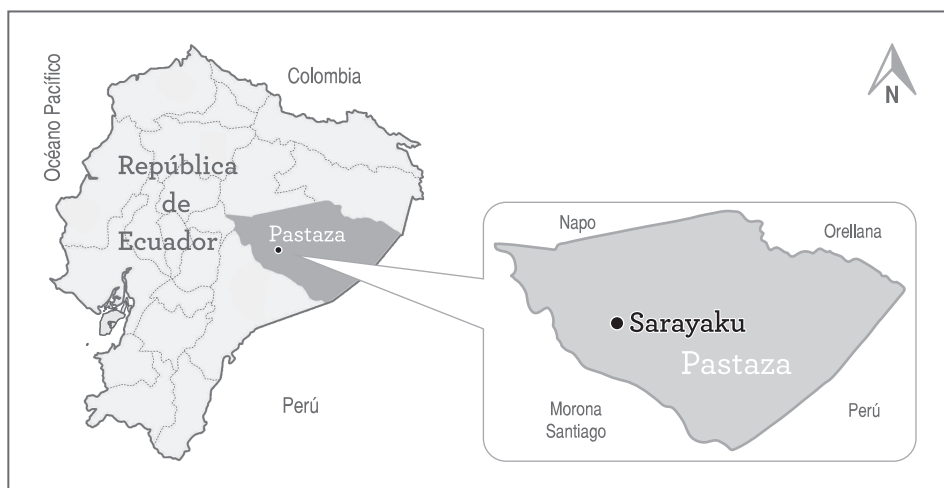 Océano Pacífico
Colombia
N
República
de
Ecuador
Pastaza
Perú
Napo
Orellana
Sarayaku
Pastaza
Morona
Santiago
Perú